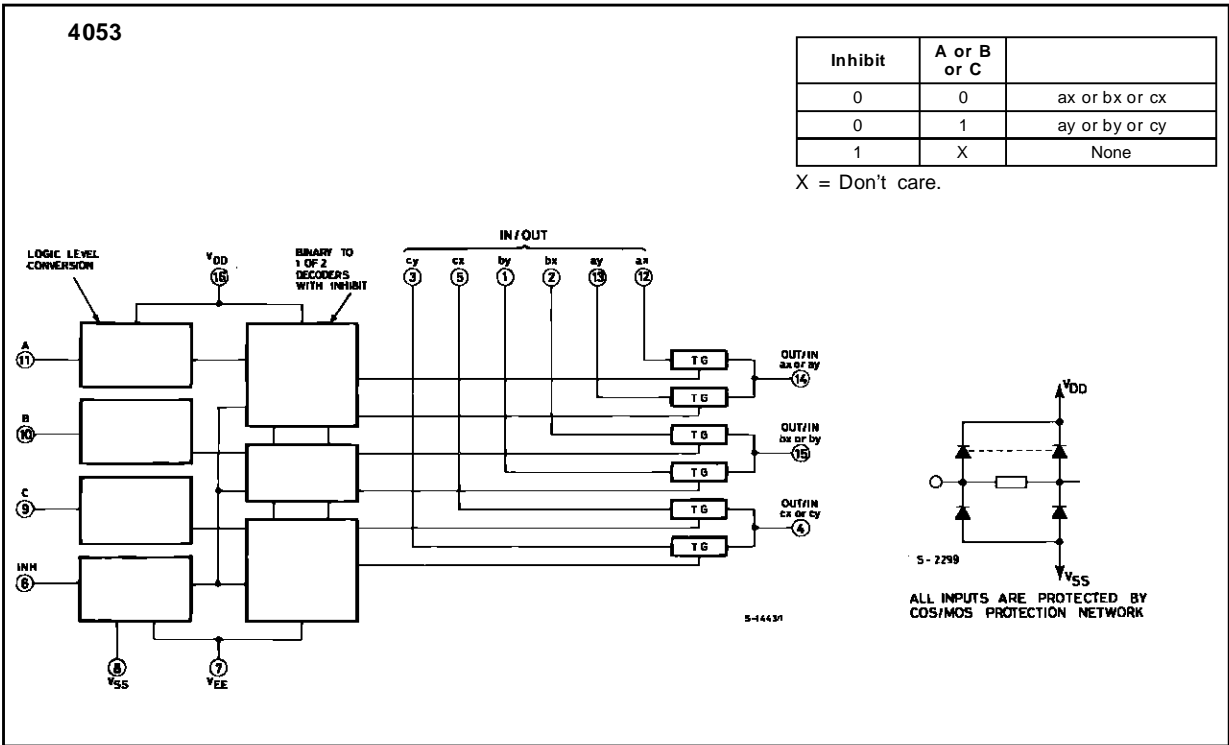 4053
Inhibit
A or B or C
0
0
ax or bx or cx
0
1
ay or by or cy
1
X
None
X = Don't care.
LOGIC LEVEL
CONVERSION
VDD
16
BINARY TO
1 OF 2
DECODERS
WITH INHIBIT
IN/OUT
cy
cx
by
bx
ay
ax
3
5
1
2
13
12
A
11
B
10
C
9
INH
6
8
VSS
7
VEE
TG
TG
TG
TG
TG
TG
OUT/IN
ax or ay
14
OUT/IN
bx or by
15
OUT/IN
cx or cy
4
VDD
S-2299
VSS
ALL INPUTS ARE PROTECTED BY
COS/MOS PROTECTION NETWORK